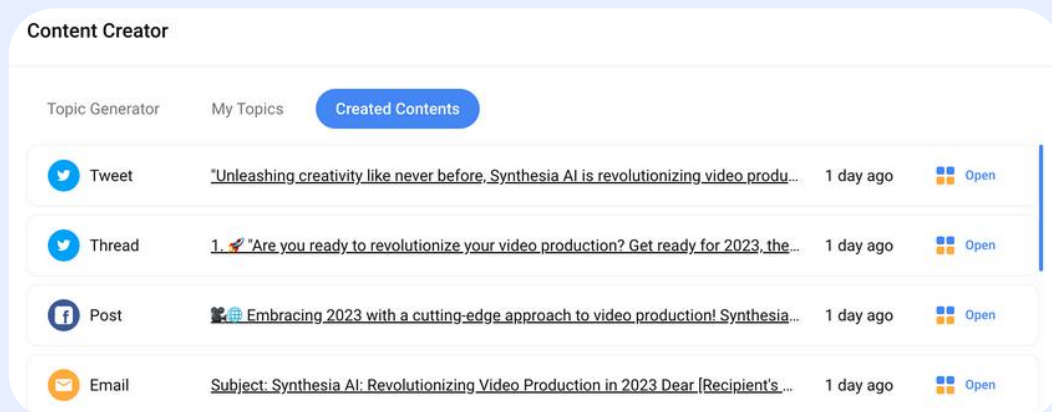 Content Creator
Topic Generator My Topics Created Contents
Tweet "Unleashing creativity like never before, Synthesia AI is revolutionizing video produ... 1 day ago Open
Thread 1. 🚀 "Are you ready to revolutionize your video production? Get ready for 2023, the... 1 day ago Open
Post 🎥🌐 Embracing 2023 with a cutting-edge approach to video production! Synthesia... 1 day ago Open
Email Subject: Synthesia AI: Revolutionizing Video Production in 2023 Dear [Recipient's ... 1 day ago Open